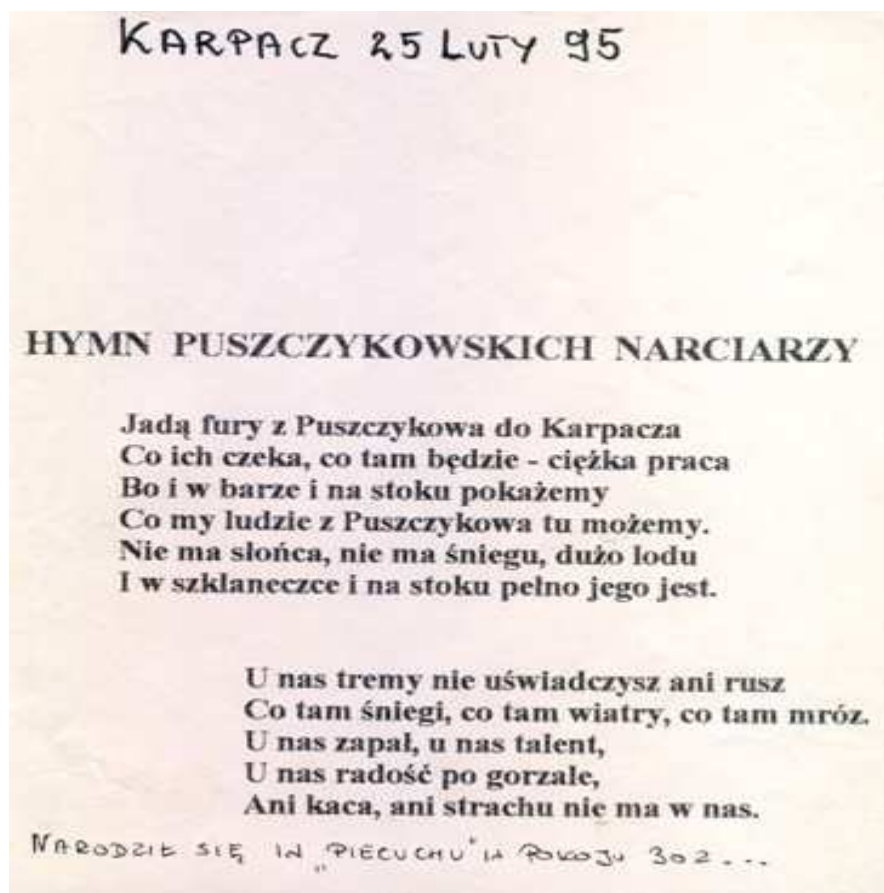 KARPACZ 25 LUTY 95
HYMN PUSZCZYKOWSKICH NARCIARZY
Jadą fury z Puszczykowa do Karpacza
Co ich czeka, co tam będzie - ciężka praca
Bo i w barze i na stoku pokażemy
Co my ludzie z Puszczykowa tu możemy.
Nie ma słońca, nie ma śniegu, dużo lodu
I w szklaneczce i na stoku pełno jego jest.
U nas tremy nie uświadczysz ani rusz
Co tam śniegi, co tam wiatry, co tam mróz.
U nas zapał, u nas talent,
U nas radość po gorzale,
Ani kaca, ani strachu nie ma w nas.
NARODZIŁ SIĘ IN „PIECUCHU" IN POKOJU 302...